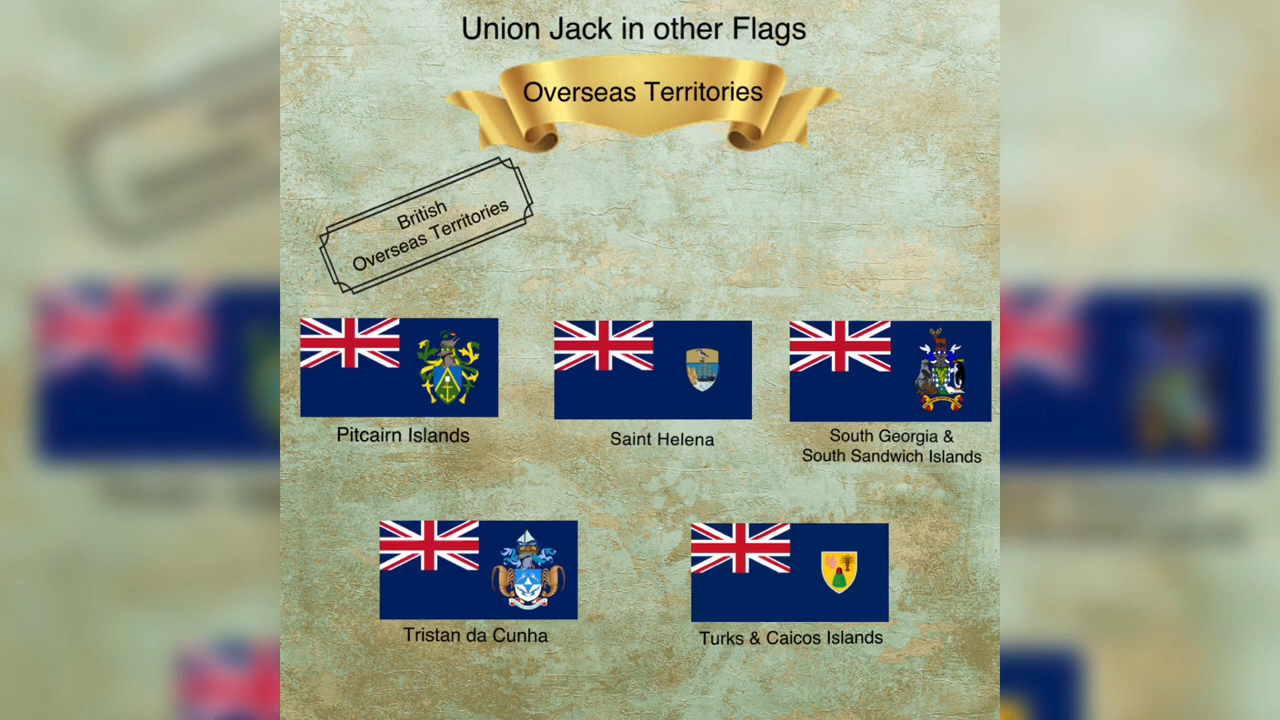 Union Jack in other Flags
Overseas Territories
British
Overseas Territories
Pitcairn Islands
Saint Helena
South Georgia &
South Sandwich Islands
Tristan da Cunha
Turks & Caicos Islands